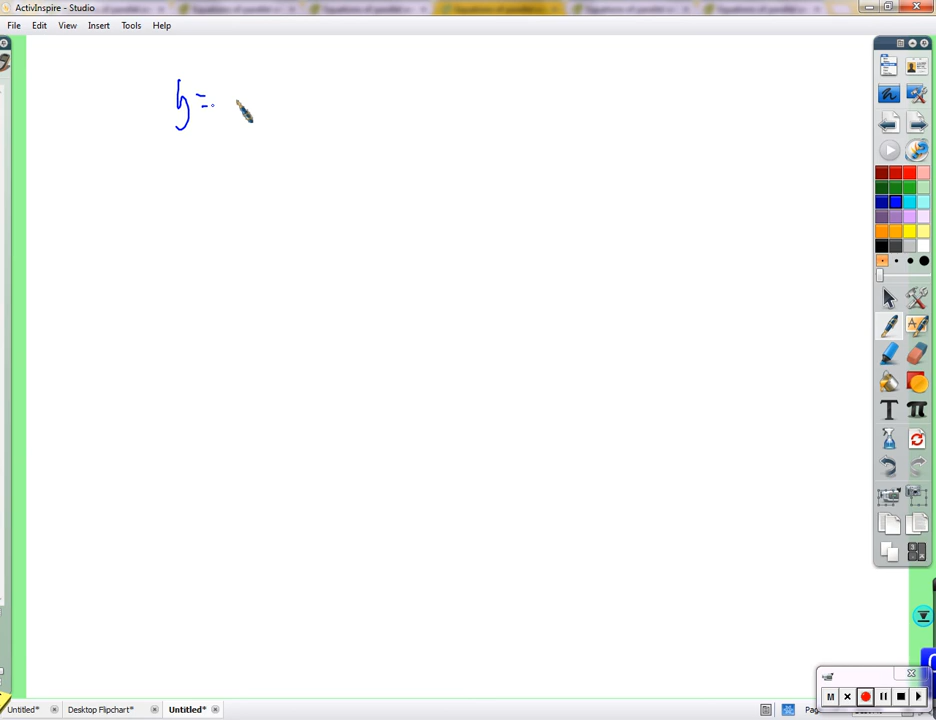 ActivInspire - Studio
File Edit View Insert Tools Help
y=
M
Untitled* Desktop Flipchart* Untitled*